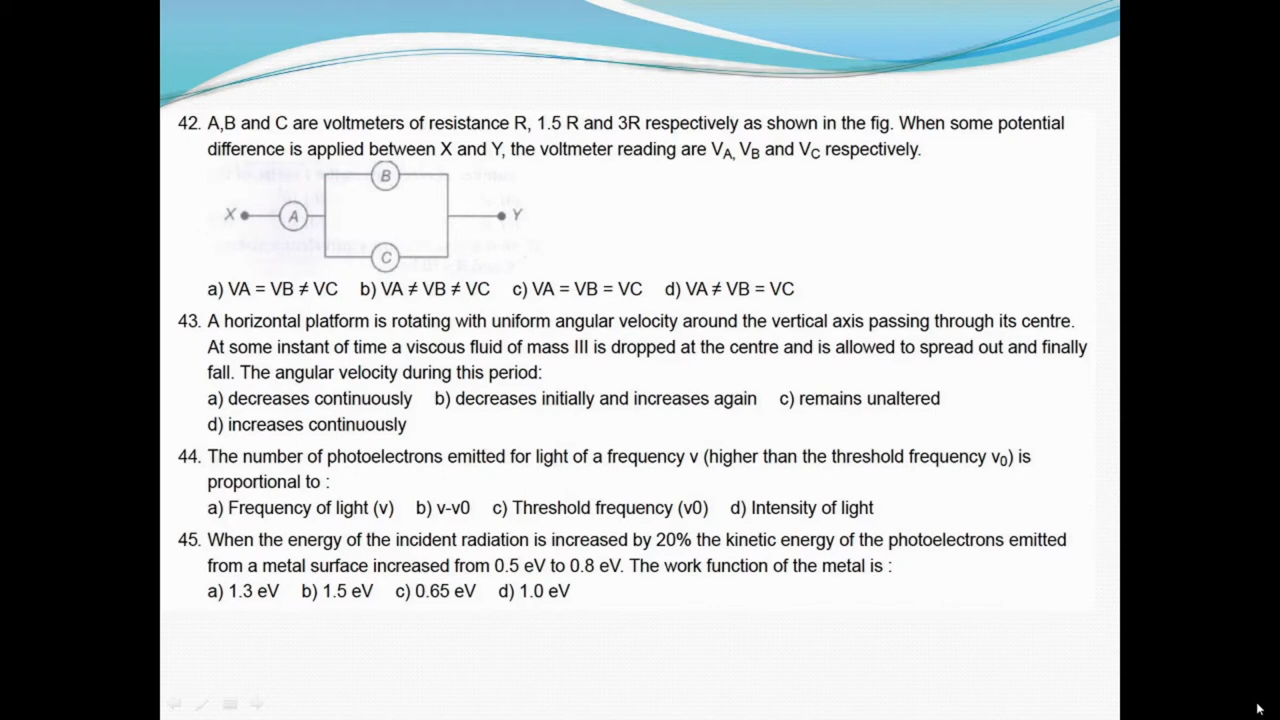 42. A,B and C are voltmeters of resistance R, 1.5 R and 3R respectively as shown in the fig. When some potential
difference is applied between X and Y, the voltmeter reading are VA, VB and VC respectively.
B
X A Y
C
a) VA = VB ≠ VC b) VA ≠ VB ≠ VC c) VA = VB = VC d) VA ≠ VB = VC
43. A horizontal platform is rotating with uniform angular velocity around the vertical axis passing through its centre.
At some instant of time a viscous fluid of mass III is dropped at the centre and is allowed to spread out and finally
fall. The angular velocity during this period:
a) decreases continuously b) decreases initially and increases again c) remains unaltered
d) increases continuously
44. The number of photoelectrons emitted for light of a frequency v (higher than the threshold frequency v0) is
proportional to :
a) Frequency of light (v) b) v-v0 c) Threshold frequency (v0) d) Intensity of light
45. When the energy of the incident radiation is increased by 20% the kinetic energy of the photoelectrons emitted
from a metal surface increased from 0.5 eV to 0.8 eV. The work function of the metal is :
a) 1.3 eV b) 1.5 eV c) 0.65 eV d) 1.0 eV